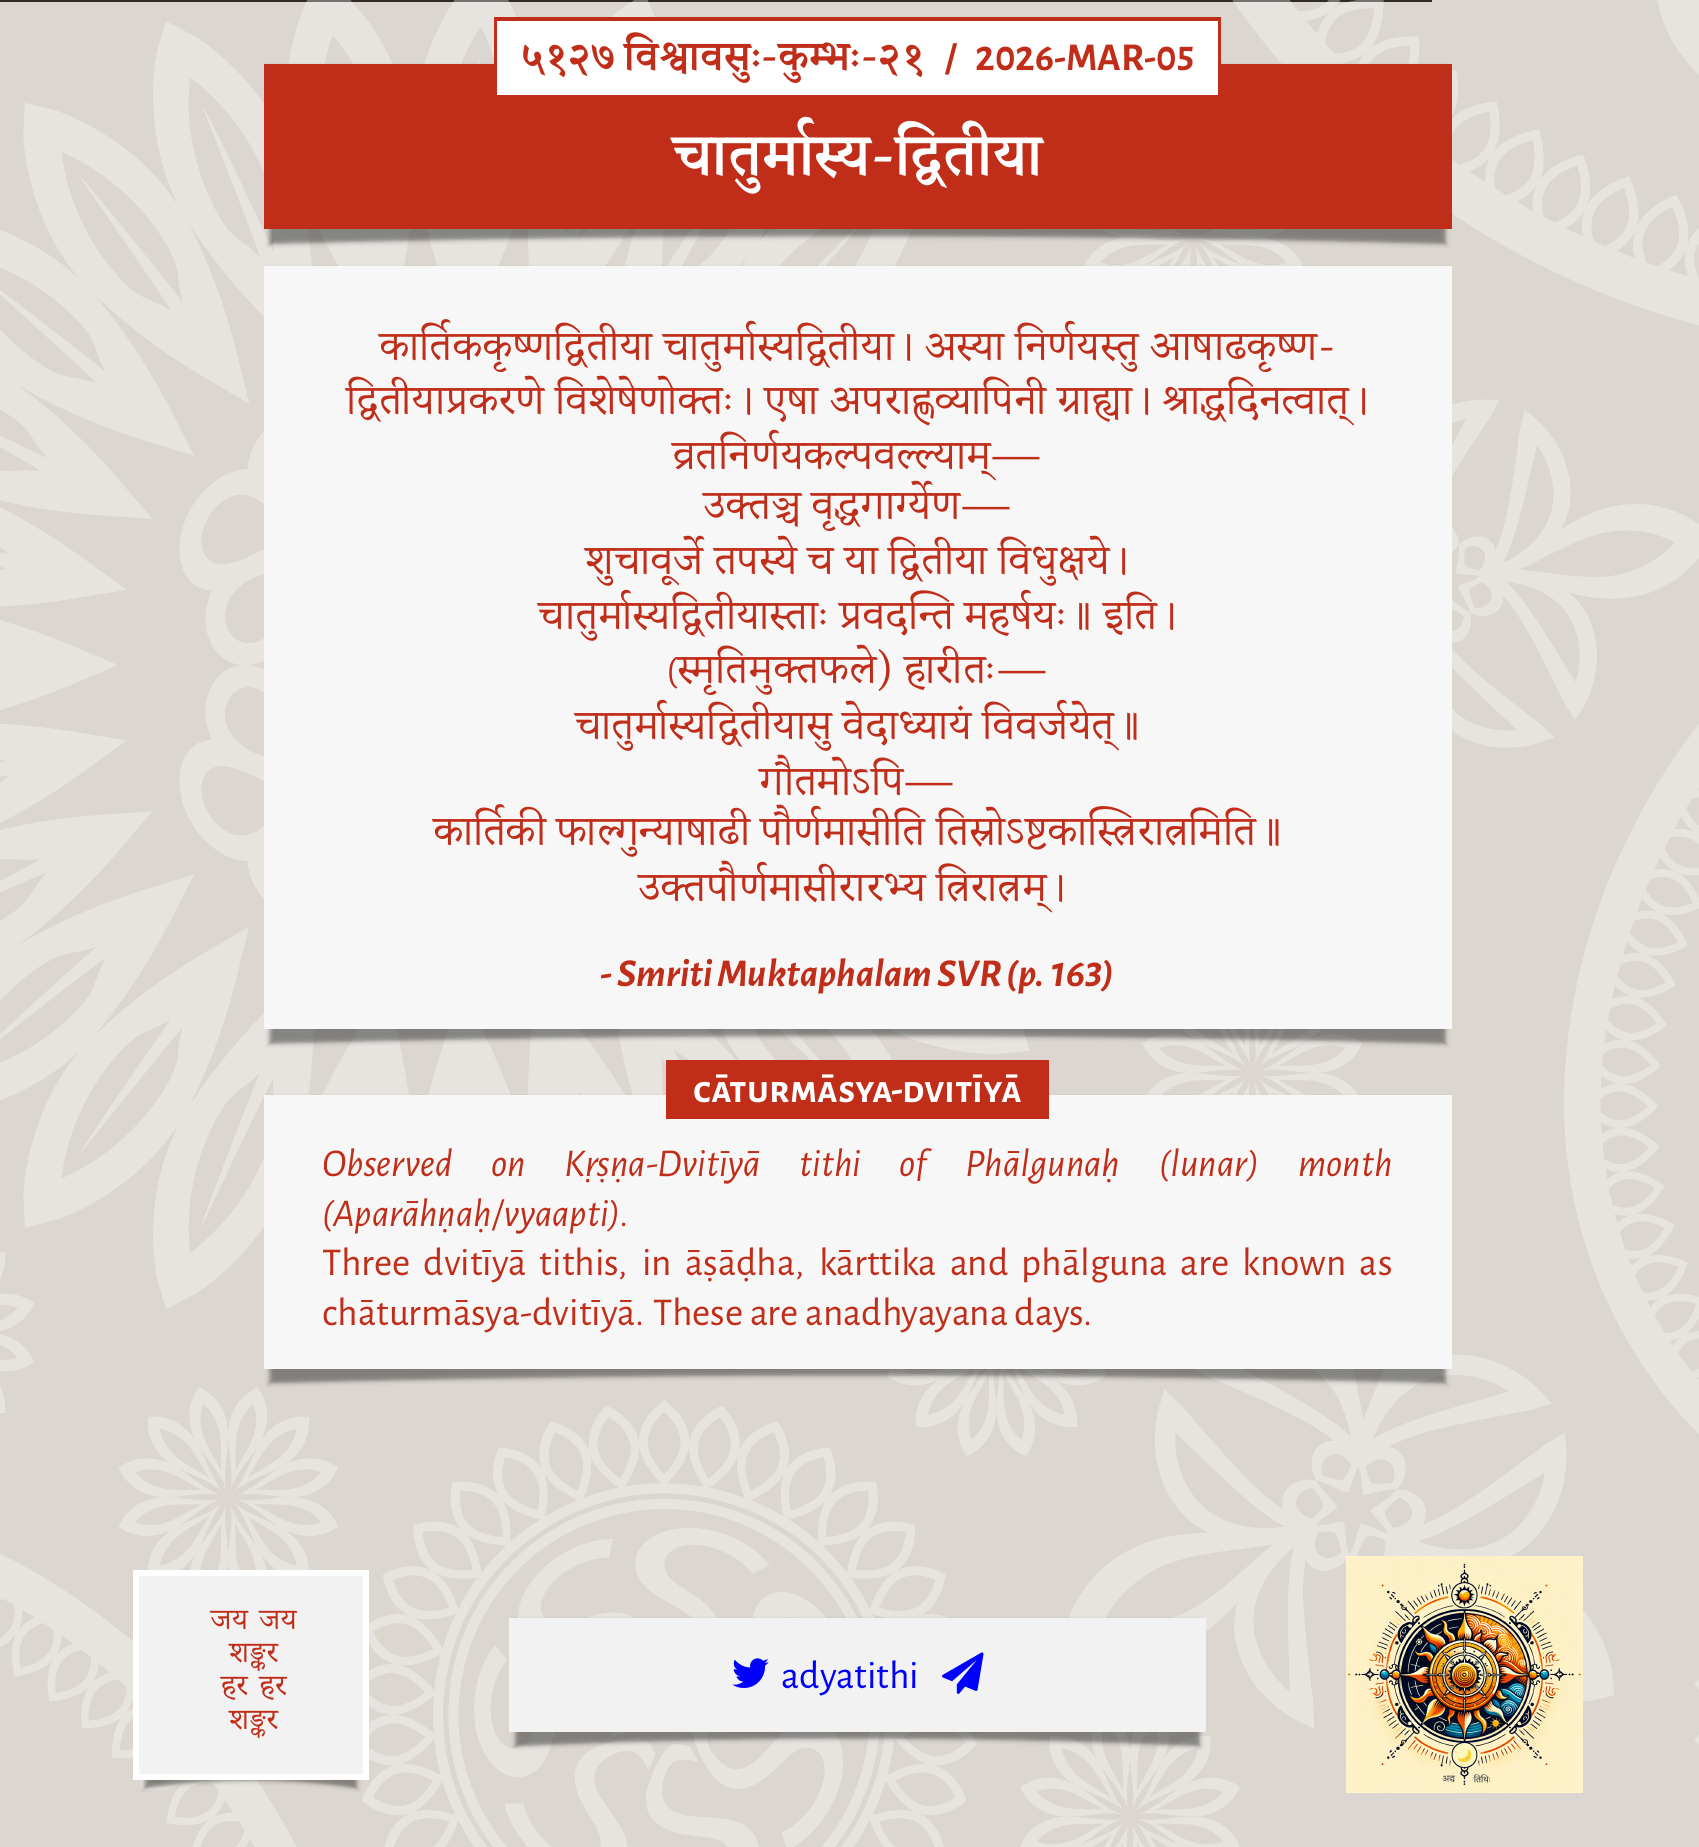 ५१२७ विश्वावसुः-कुम्भः-२१ / 2026-MAR-05
चातुर्मास्य-द्वितीया
कार्तिककृष्णद्वितीया चातुर्मास्यद्वितीया। अस्या निर्णयस्तु आषाढकृष्ण-
द्वितीयाप्रकरणे विशेषेणोक्तः। एषा अपराह्णव्यापिनी ग्राह्या। श्राद्धदिनत्वात्।
व्रतनिर्णयकल्पवल्ल्याम्—
उक्तञ्च वृद्धगार्ग्येण—
शुचावूर्जे तपस्ये च या द्वितीया विधुक्षये।
चातुर्मास्यद्वितीयास्ताः प्रवदन्ति महर्षयः॥ इति।
(स्मृतिमुक्तफले) हारीतः—
चातुर्मास्यद्वितीयासु वेदाध्यायं विवर्जयेत्॥
गौतमोऽपि—
कार्तिकी फाल्गुन्याषाढी पौर्णमासीति तिस्रोऽष्टकास्त्रिरात्रमिति॥
उक्तपौर्णमासीरारभ्य त्रिरात्रम्।
- Smriti Muktaphalam SVR (p. 163)
CĀTURMĀSYA-DVITĪYĀ
Observed on Kṛṣṇa-Dvitīyā tithi of Phālgunaḥ (lunar) month
(Aparāhṇaḥ/vyaapti).
Three dvitīyā tithis, in āṣāḍha, kārttika and phālguna are known as
chāturmāsya-dvitīyā. These are anadhyayana days.
जय जय
शङ्कर
हर हर
शङ्कर
adyatithi
अद्य तिथिः